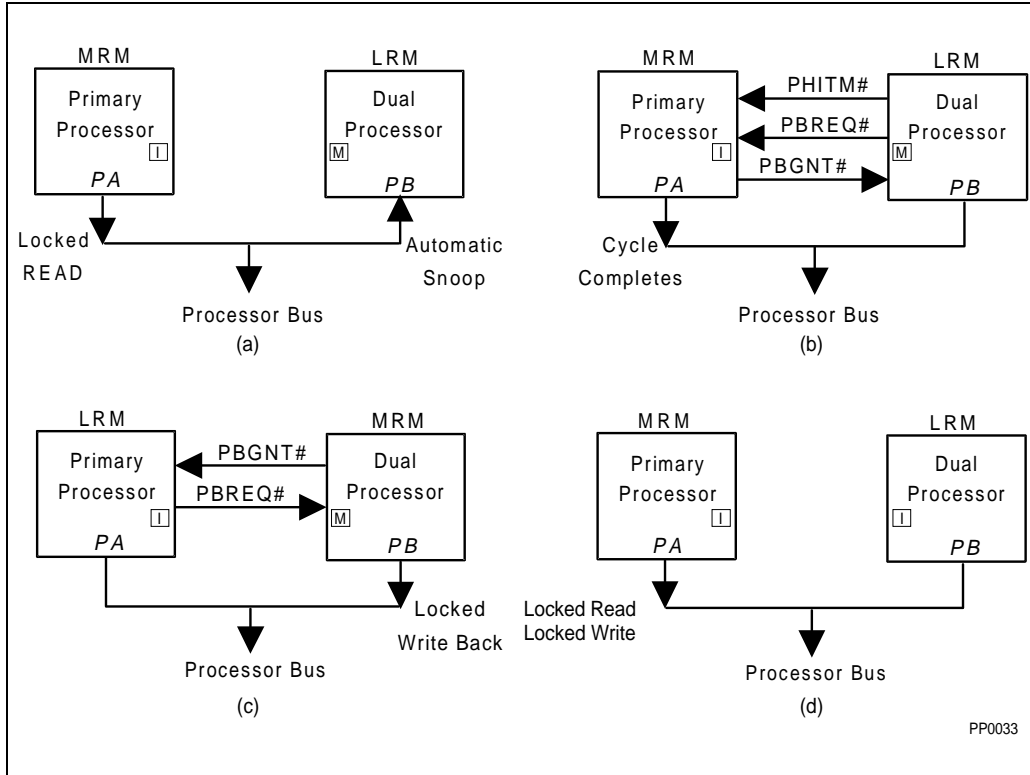 MRM
Primary
Processor
I
PA
Locked
READ
LRM
Dual
Processor
M
PB
Automatic
Snoop
Processor Bus
(a)
MRM
Primary
Processor
I
PA
PHITM#
PBREQ#
PBGNT#
LRM
Dual
Processor
M
PB
Cycle
Completes
Processor Bus
(b)
LRM
Primary
Processor
I
PA
PBGNT#
PBREQ#
MRM
Dual
Processor
M
PB
Locked
Write Back
Processor Bus
(c)
MRM
Primary
Processor
I
PA
Locked Read
Locked Write
LRM
Dual
Processor
I
PB
Processor Bus
(d)
PP0033